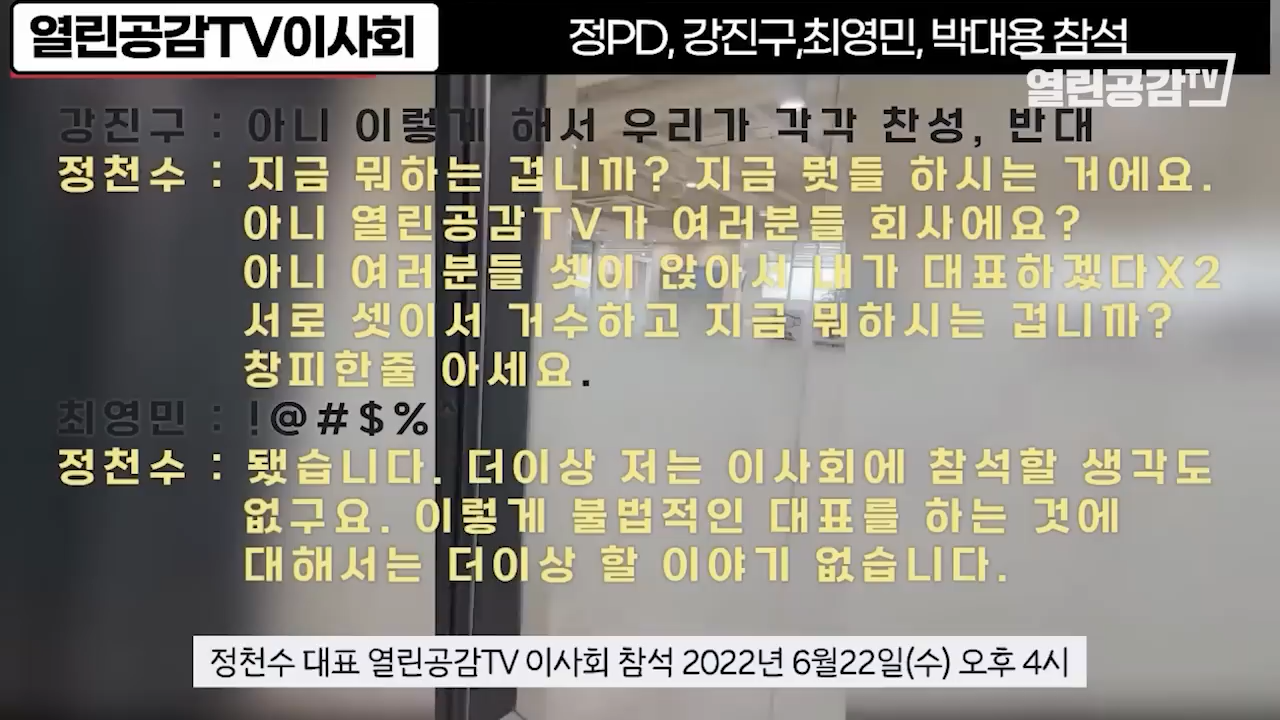 열린공감TV이사회
정PD, 강진구,최영민, 박대용 참석
열린공감TV
강진구 : 아니 이렇게 해서 우리가 각각 찬성, 반대
정천수 : 지금 뭐하는 겁니까? 지금 뭣들 하시는 거에요.
아니 열린공감TV가 여러분들 회사에요?
아니 여러분들 셋이 앉아서 내가 대표하겠다X2
서로 셋이서 거수하고 지금 뭐하시는 겁니까?
창피한줄 아세요.
최영민 : !@#$%^
정천수 : 됐습니다. 더이상 저는 이사회에 참석할 생각도
없구요. 이렇게 불법적인 대표를 하는 것에
대해서는 더이상 할 이야기 없습니다.
정천수 대표 열린공감TV 이사회 참석 2022년 6월22일(수) 오후 4시